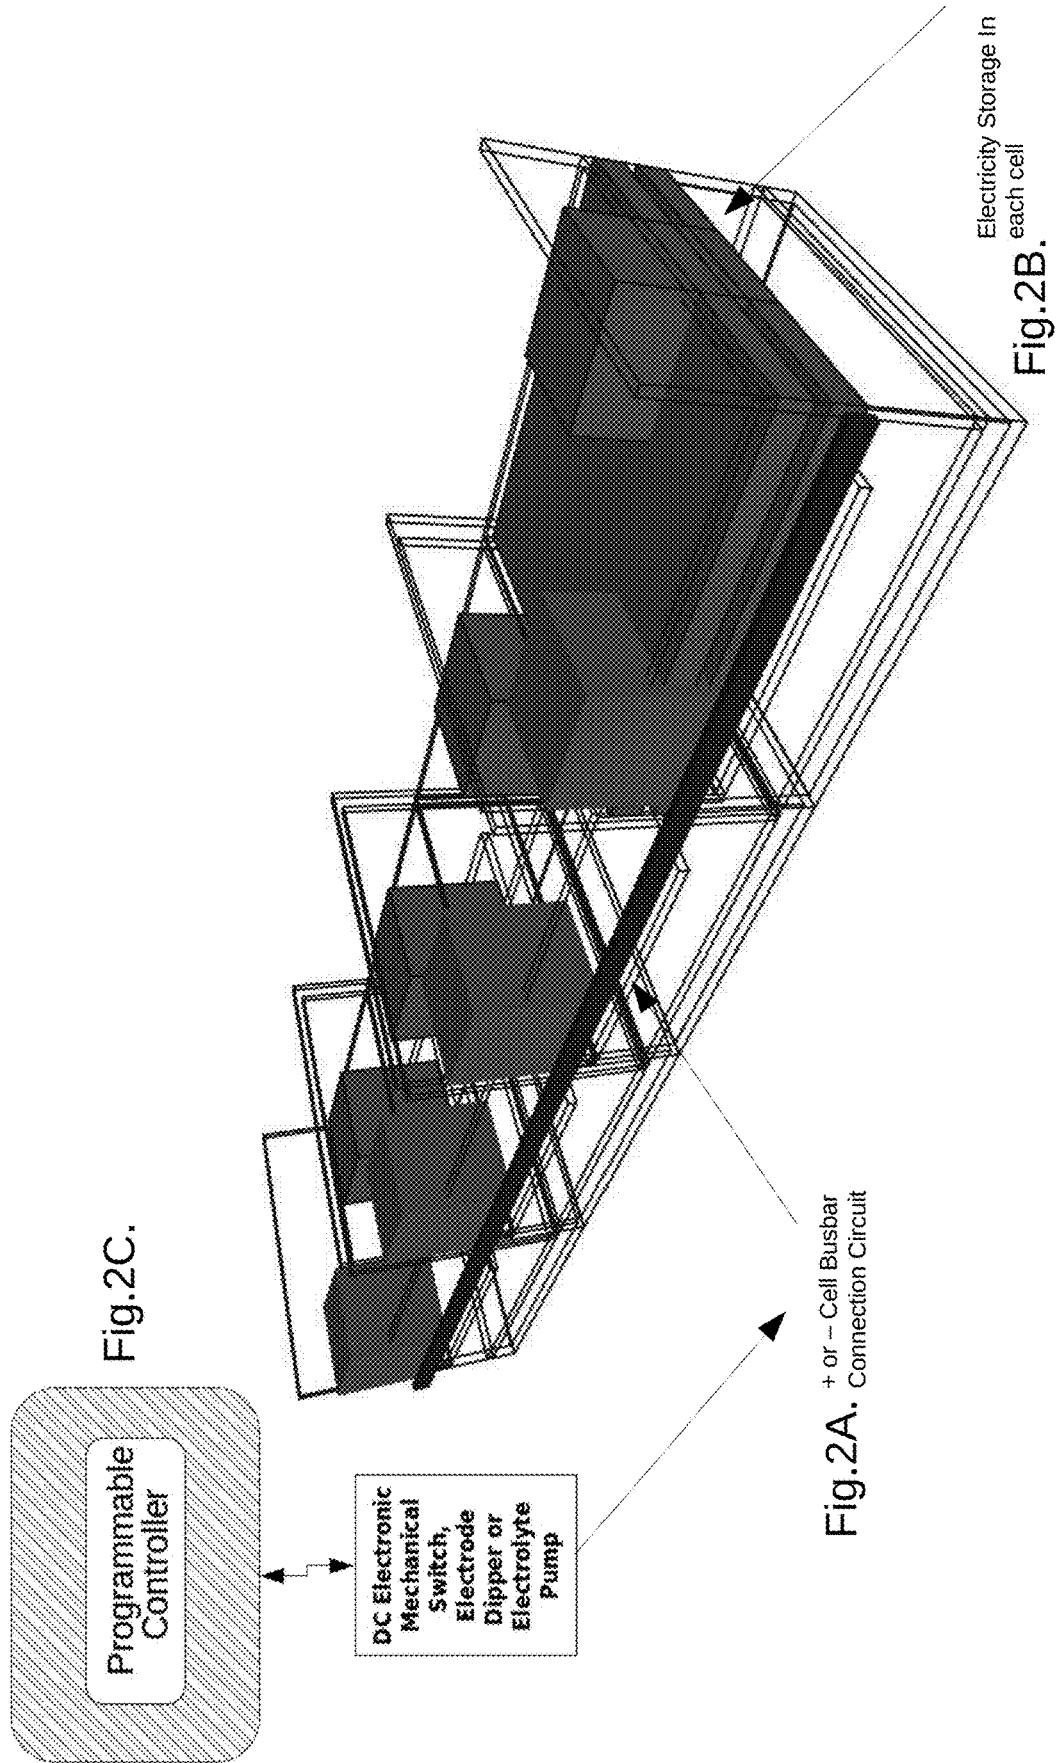 Programmable
Controller
Fig.2C.
DC Electronic
Mechanical
Switch,
Electrode
Dipper or
Electrolyte
Pump
Fig.2A.
+ or – Cell Busbar
Connection Circuit
Electricity Storage In
each cell
Fig.2B.